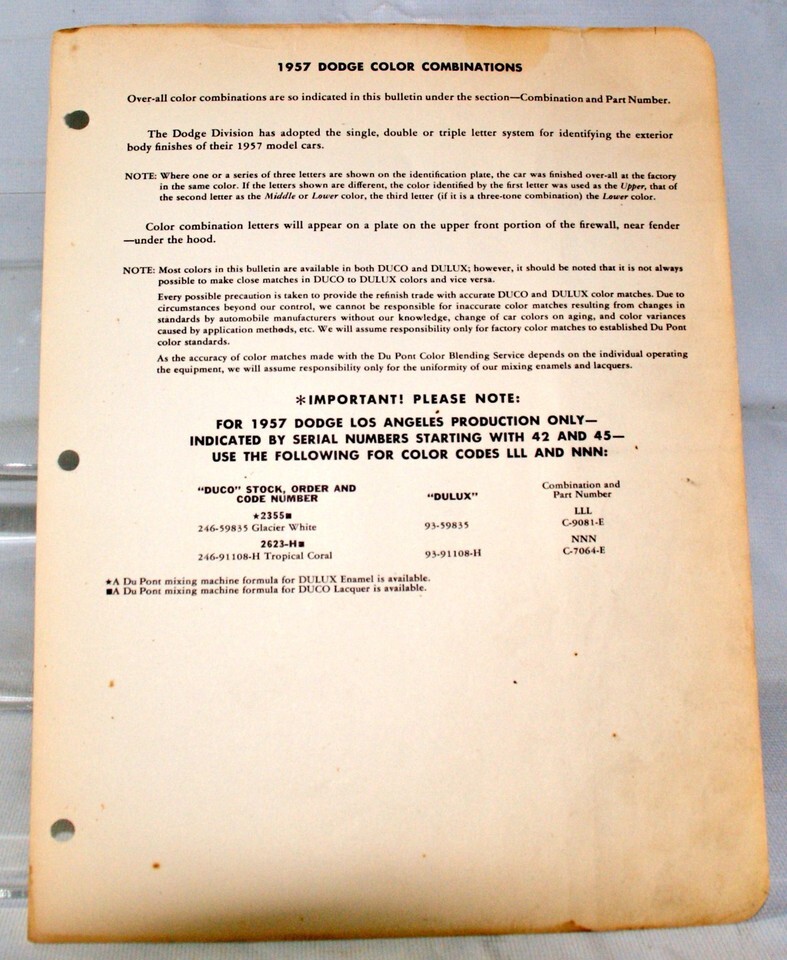 1957 DODGE COLOR COMBINATIONS
Over-all color combinations are so indicated in this bulletin under the section—Combination and Part Number.
The Dodge Division has adopted the single, double or triple letter system for identifying the exterior
body finishes of their 1957 model cars.
NOTE: Where one or a series of three letters are shown on the identification plate, the car was finished over-all at the factory
in the same color. If the letters shown are different, the color identified by the first letter was used as the Upper, that of
the second letter as the Middle or Lower color, the third letter (if it is a three-tone combination) the Lower color.
Color combination letters will appear on a plate on the upper front portion of the firewall, near fender
—under the hood.
NOTE: Most colors in this bulletin are available in both DUCO and DULUX; however, it should be noted that it is not always
possible to make close matches in DUCO to DULUX colors and vice versa.
Every possible precaution is taken to provide the refinish trade with accurate DUCO and DULUX color matches. Due to
circumstances beyond our control, we cannot be responsible for inaccurate color matches resulting from changes in
standards by automobile manufacturers without our knowledge, change of car colors on aging, and color variances
caused by application methods, etc. We will assume responsibility only for factory color matches to established Du Pont
color standards.
As the accuracy of color matches made with the Du Pont Color Blending Service depends on the individual operating
the equipment, we will assume responsibility only for the uniformity of our mixing enamels and lacquers.
*IMPORTANT! PLEASE NOTE:
FOR 1957 DODGE LOS ANGELES PRODUCTION ONLY—
INDICATED BY SERIAL NUMBERS STARTING WITH 42 AND 45—
USE THE FOLLOWING FOR COLOR CODES LLL AND NNN:
"DUCO" STOCK, ORDER AND
CODE NUMBER
"DULUX"
Combination and
Part Number
★2355■
LLL
246-59835 Glacier White
93-59835
C-9081-E
2623-H■
NNN
246-91108-H Tropical Coral
93-91108-H
C-7064-E
★A Du Pont mixing machine formula for DULUX Enamel is available.
■A Du Pont mixing machine formula for DUCO Lacquer is available.